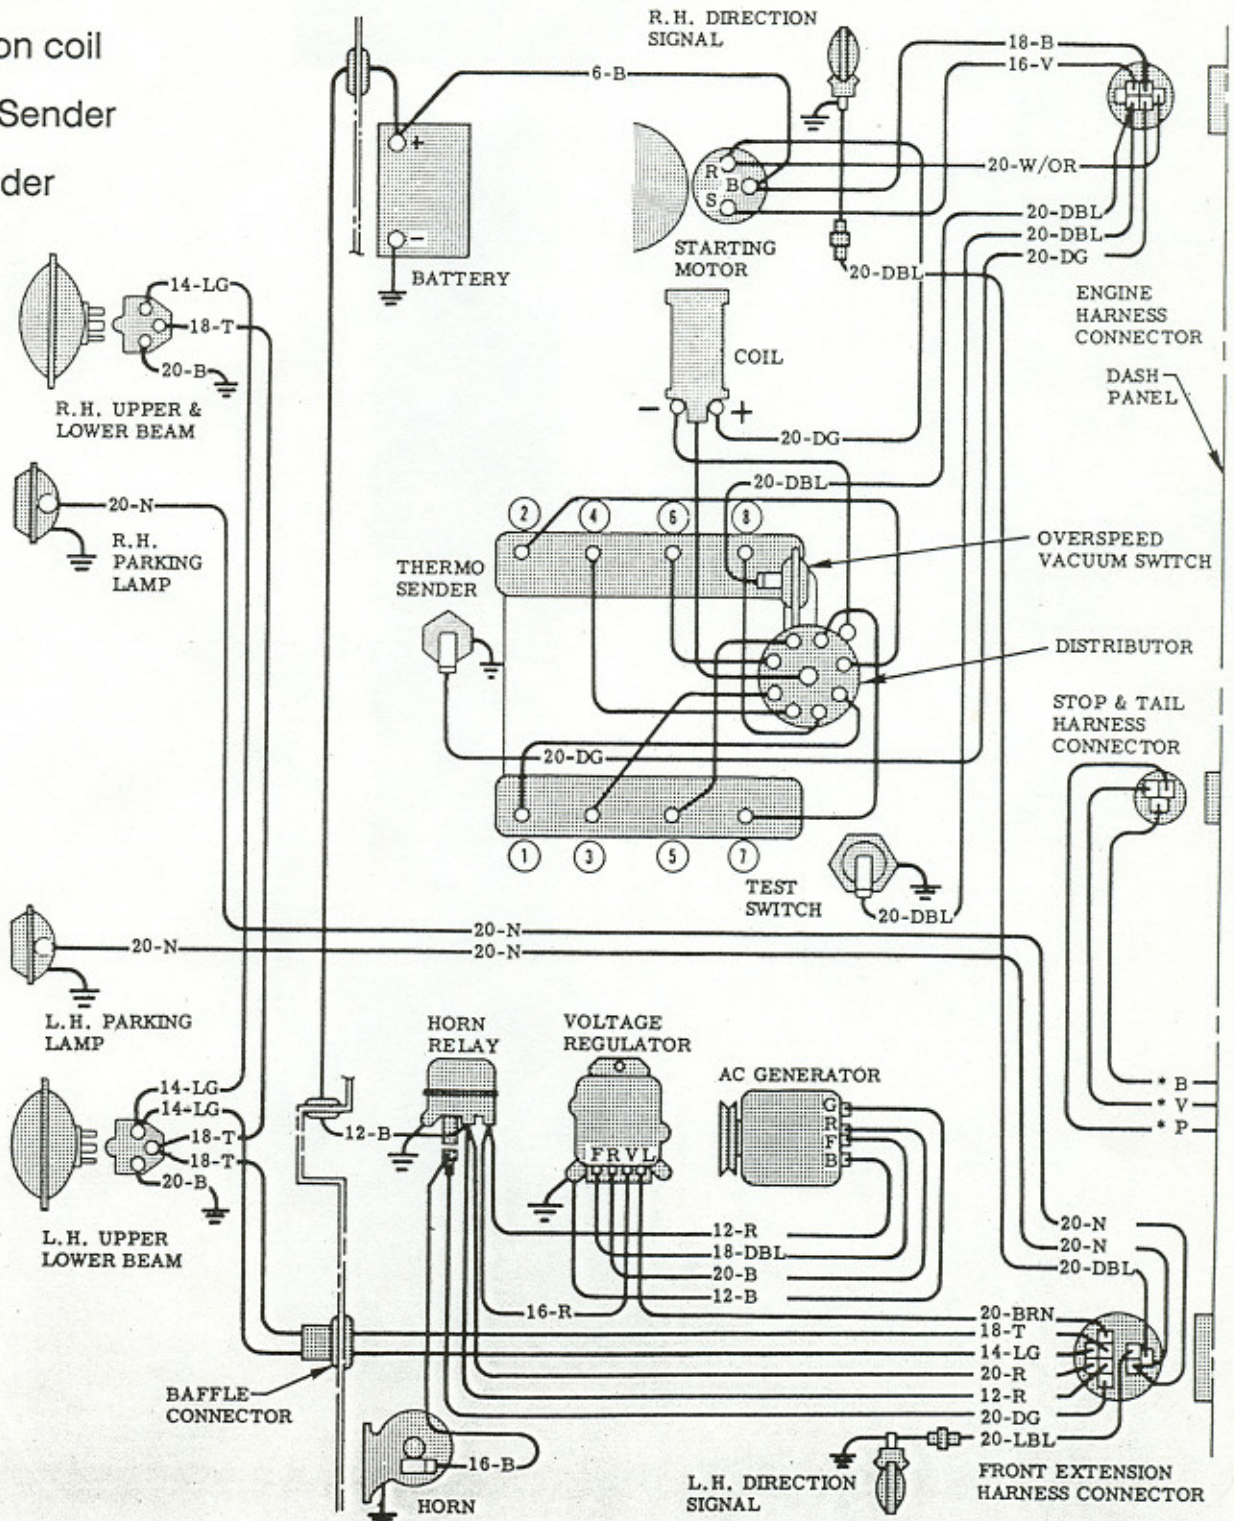 on coil
Sender
der
R.H. DIRECTION
SIGNAL
6-B
18-B
16-V
+
-
BATTERY
R
B
S
20-W/OR
20-DBL
20-DBL
20-DG
STARTING
MOTOR
20-DBL
ENGINE
HARNESS
CONNECTOR
DASH
PANEL
14-LG
18-T
20-B
R.H. UPPER &
LOWER BEAM
COIL
-
+
20-DG
20-DBL
20-N
R.H.
PARKING
LAMP
2
4
6
8
OVERSPEED
VACUUM SWITCH
THERMO
SENDER
DISTRIBUTOR
STOP & TAIL
HARNESS
CONNECTOR
20-DG
1
3
5
7
TEST
SWITCH
20-DBL
20-N
20-N
20-N
L.H. PARKING
LAMP
HORN
RELAY
VOLTAGE
REGULATOR
AC GENERATOR
G
R
F
B
* B
* V
* P
14-LG
14-LG
18-T
18-T
20-B
12-B
F R V L
L.H. UPPER
LOWER BEAM
12-R
18-DBL
20-B
12-B
16-R
20-N
20-N
20-DBL
20-BRN
18-T
14-LG
20-R
12-R
20-DG
20-LBL
BAFFLE
CONNECTOR
16-B
HORN
L.H. DIRECTION
SIGNAL
FRONT EXTENSION
HARNESS CONNECTOR